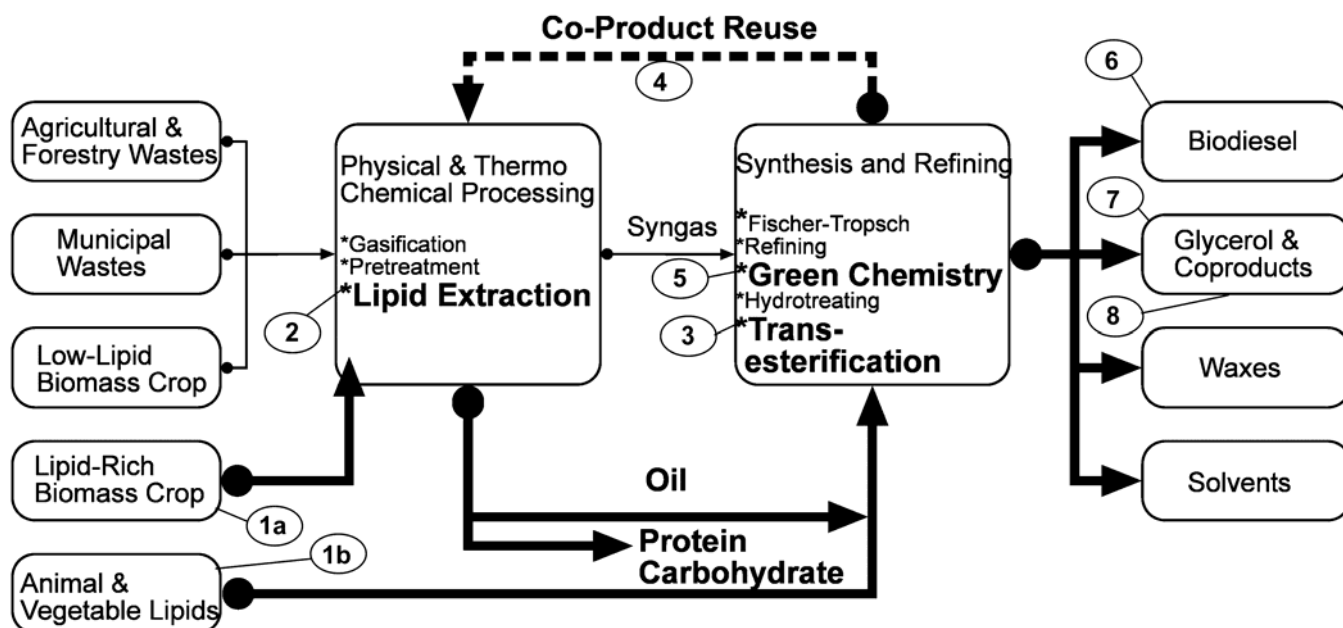 Co-Product Reuse
4
Agricultural &
Forestry Wastes
Municipal
Wastes
Low-Lipid
Biomass Crop
Lipid-Rich
Biomass Crop
1a
Animal &
Vegetable Lipids
1b
Physical & Thermo
Chemical Processing
*Gasification
*Pretreatment
*Lipid Extraction
2
Syngas
5
3
Synthesis and Refining
*Fischer-Tropsch
*Refining
*Green Chemistry
*Hydrotreating
*Trans-
esterification
Oil
Protein
Carbohydrate
6
Biodiesel
7
Glycerol &
Coproducts
8
Waxes
Solvents